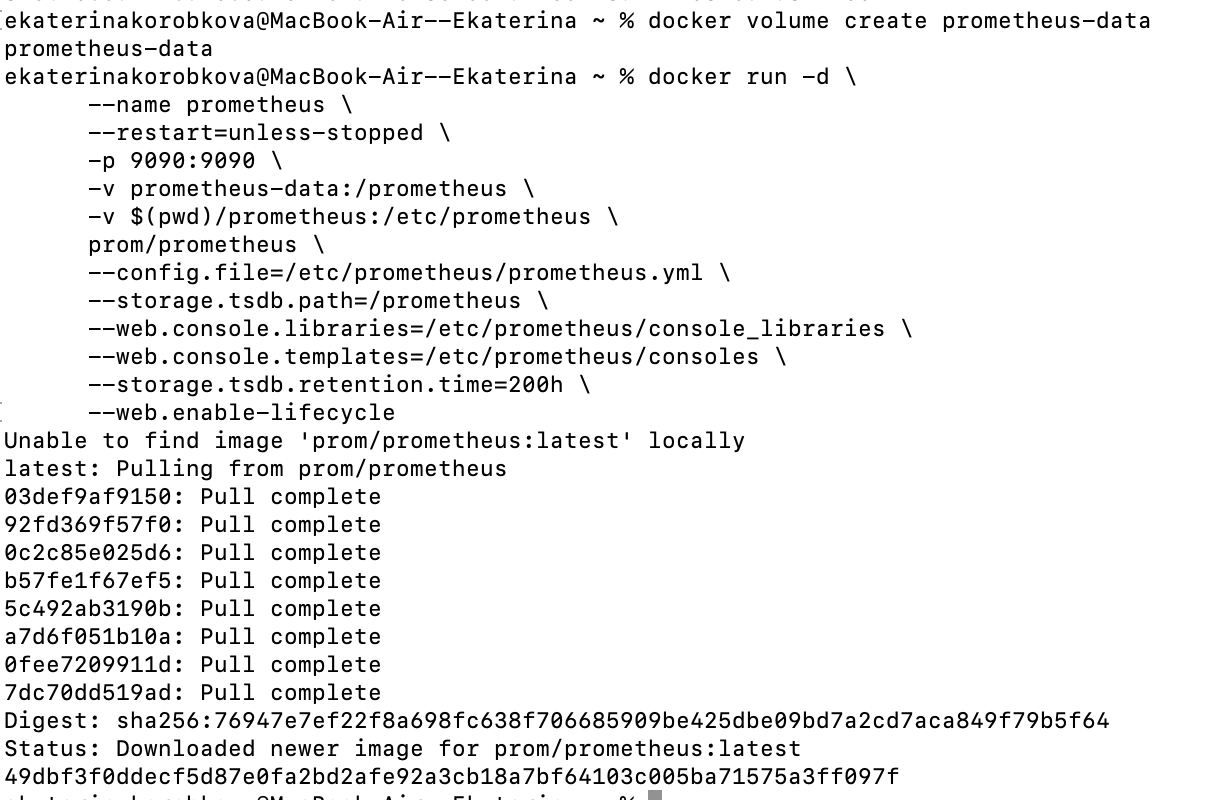 ekaterinakorobkova@MacBook-Air--Ekaterina ~ % docker volume create prometheus-data
prometheus-data
ekaterinakorobkova@MacBook-Air--Ekaterina ~ % docker run -d \
--name prometheus \
--restart=unless-stopped \
-p 9090:9090 \
-v prometheus-data:/prometheus \
-v $(pwd)/prometheus:/etc/prometheus \
prom/prometheus \
--config.file=/etc/prometheus/prometheus.yml \
--storage.tsdb.path=/prometheus \
--web.console.libraries=/etc/prometheus/console_libraries \
--web.console.templates=/etc/prometheus/consoles \
--storage.tsdb.retention.time=200h \
--web.enable-lifecycle
Unable to find image 'prom/prometheus:latest' locally
latest: Pulling from prom/prometheus
03def9af9150: Pull complete
92fd369f57f0: Pull complete
0c2c85e025d6: Pull complete
b57fe1f67ef5: Pull complete
5c492ab3190b: Pull complete
a7d6f051b10a: Pull complete
0fee7209911d: Pull complete
7dc70dd519ad: Pull complete
Digest: sha256:76947e7ef22f8a698fc638f706685909be425dbe09bd7a2cd7aca849f79b5f64
Status: Downloaded newer image for prom/prometheus:latest
49dbf3f0ddecf5d87e0fa2bd2afe92a3cb18a7bf64103c005ba71575a3ff097f